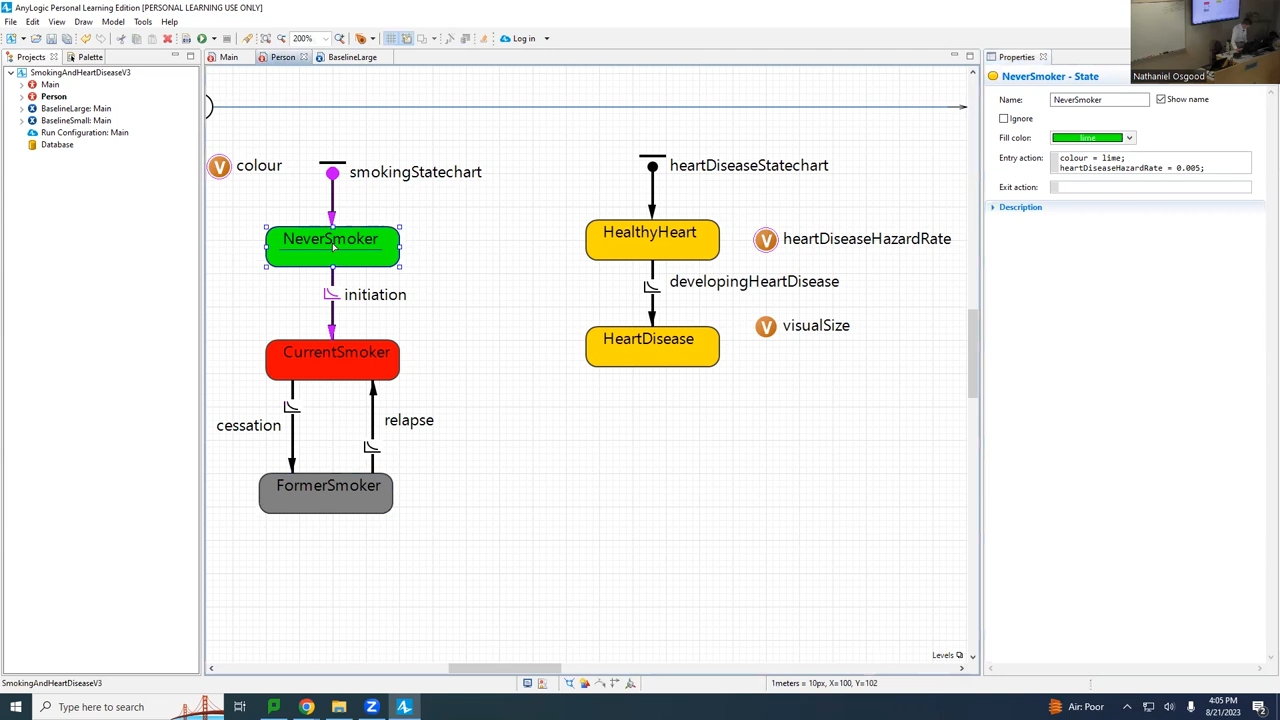 AnyLogic Personal Learning Edition [PERSONAL LEARNING USE ONLY]
File Edit View Draw Model Tools Help
200% Log in
Projects Palette Main Person BaselineLarge Properties
SmokingAndHeartDiseaseV3
Main
Person
BaselineLarge: Main
BaselineSmall: Main
Run Configuration: Main
Database
V colour
smokingStatechart
NeverSmoker
initiation
CurrentSmoker
cessation
relapse
FormerSmoker
heartDiseaseStatechart
HealthyHeart
V heartDiseaseHazardRate
developingHeartDisease
V visualSize
HeartDisease
Levels
Nathaniel Osgood
NeverSmoker - State
Name: NeverSmoker Show name
Ignore
Fill color: lime
Entry action: colour = lime;
heartDiseaseHazardRate = 0.005;
Exit action:
Description
SmokingAndHeartDiseaseV3
1meters = 10px, X=100, Y=102
Type here to search
Air: Poor
4:05 PM
8/21/2023
2